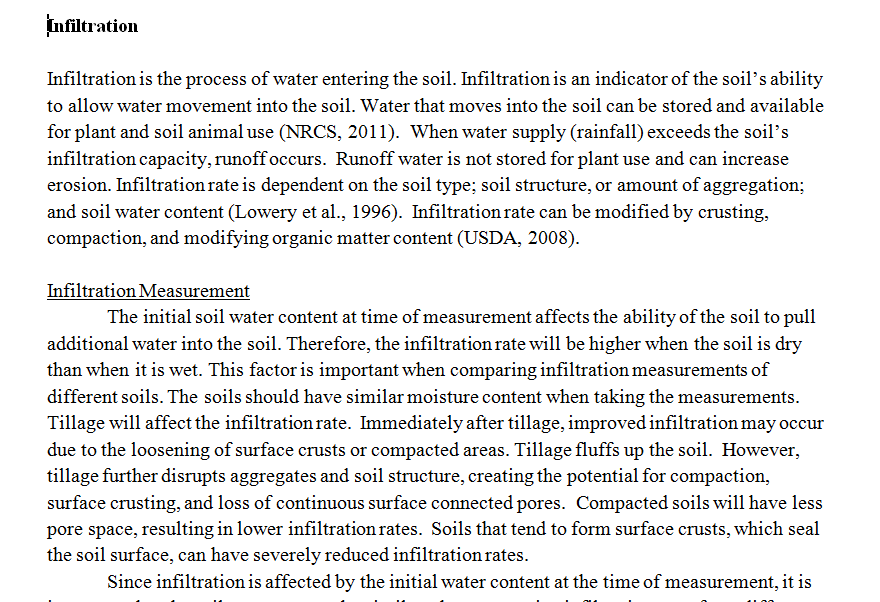 Infiltration
Infiltration is the process of water entering the soil. Infiltration is an indicator of the soil's ability
to allow water movement into the soil. Water that moves into the soil can be stored and available
for plant and soil animal use (NRCS, 2011).  When water supply (rainfall) exceeds the soil's
infiltration capacity, runoff occurs.  Runoff water is not stored for plant use and can increase
erosion. Infiltration rate is dependent on the soil type; soil structure, or amount of aggregation;
and soil water content (Lowery et al., 1996).  Infiltration rate can be modified by crusting,
compaction, and modifying organic matter content (USDA, 2008).
Infiltration Measurement
The initial soil water content at time of measurement affects the ability of the soil to pull
additional water into the soil. Therefore, the infiltration rate will be higher when the soil is dry
than when it is wet. This factor is important when comparing infiltration measurements of
different soils. The soils should have similar moisture content when taking the measurements.
Tillage will affect the infiltration rate.  Immediately after tillage, improved infiltration may occur
due to the loosening of surface crusts or compacted areas. Tillage fluffs up the soil.  However,
tillage further disrupts aggregates and soil structure, creating the potential for compaction,
surface crusting, and loss of continuous surface connected pores.  Compacted soils will have less
pore space, resulting in lower infiltration rates.  Soils that tend to form surface crusts, which seal
the soil surface, can have severely reduced infiltration rates.
Since infiltration is affected by the initial water content at the time of measurement, it is